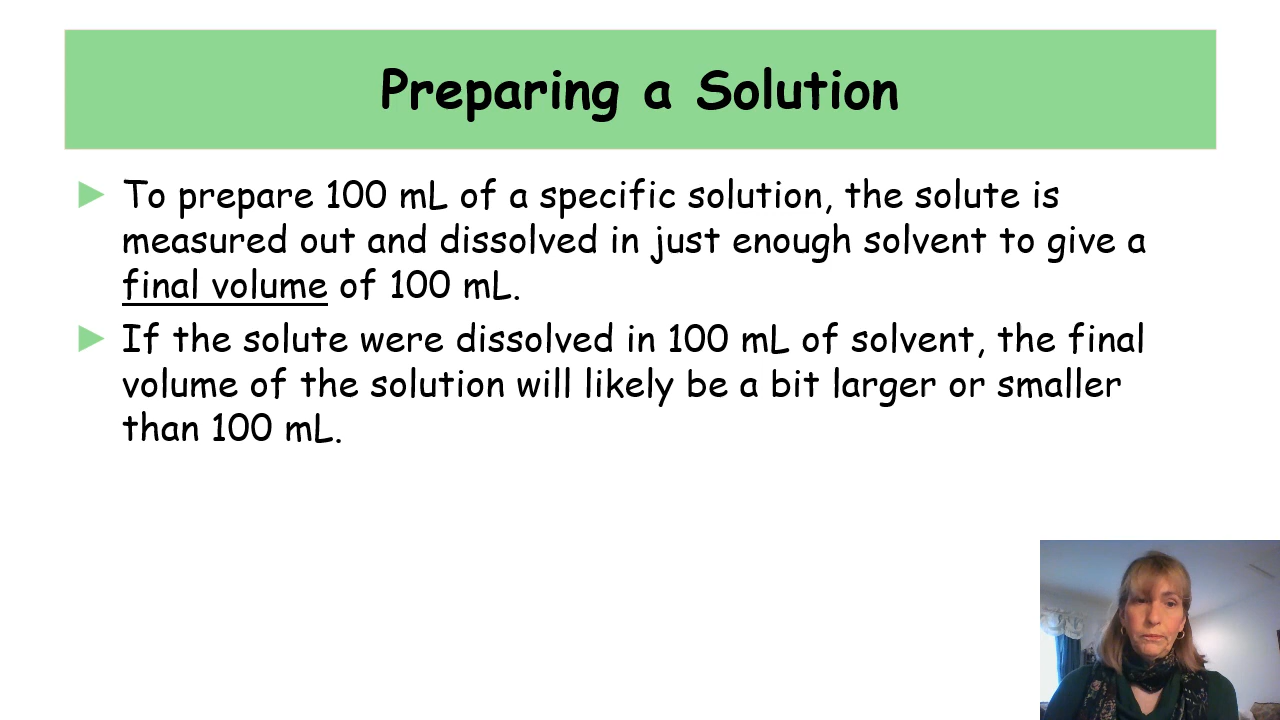 Preparing a Solution
To prepare 100 mL of a specific solution, the solute is
measured out and dissolved in just enough solvent to give a
final volume of 100 mL.
If the solute were dissolved in 100 mL of solvent, the final
volume of the solution will likely be a bit larger or smaller
than 100 mL.